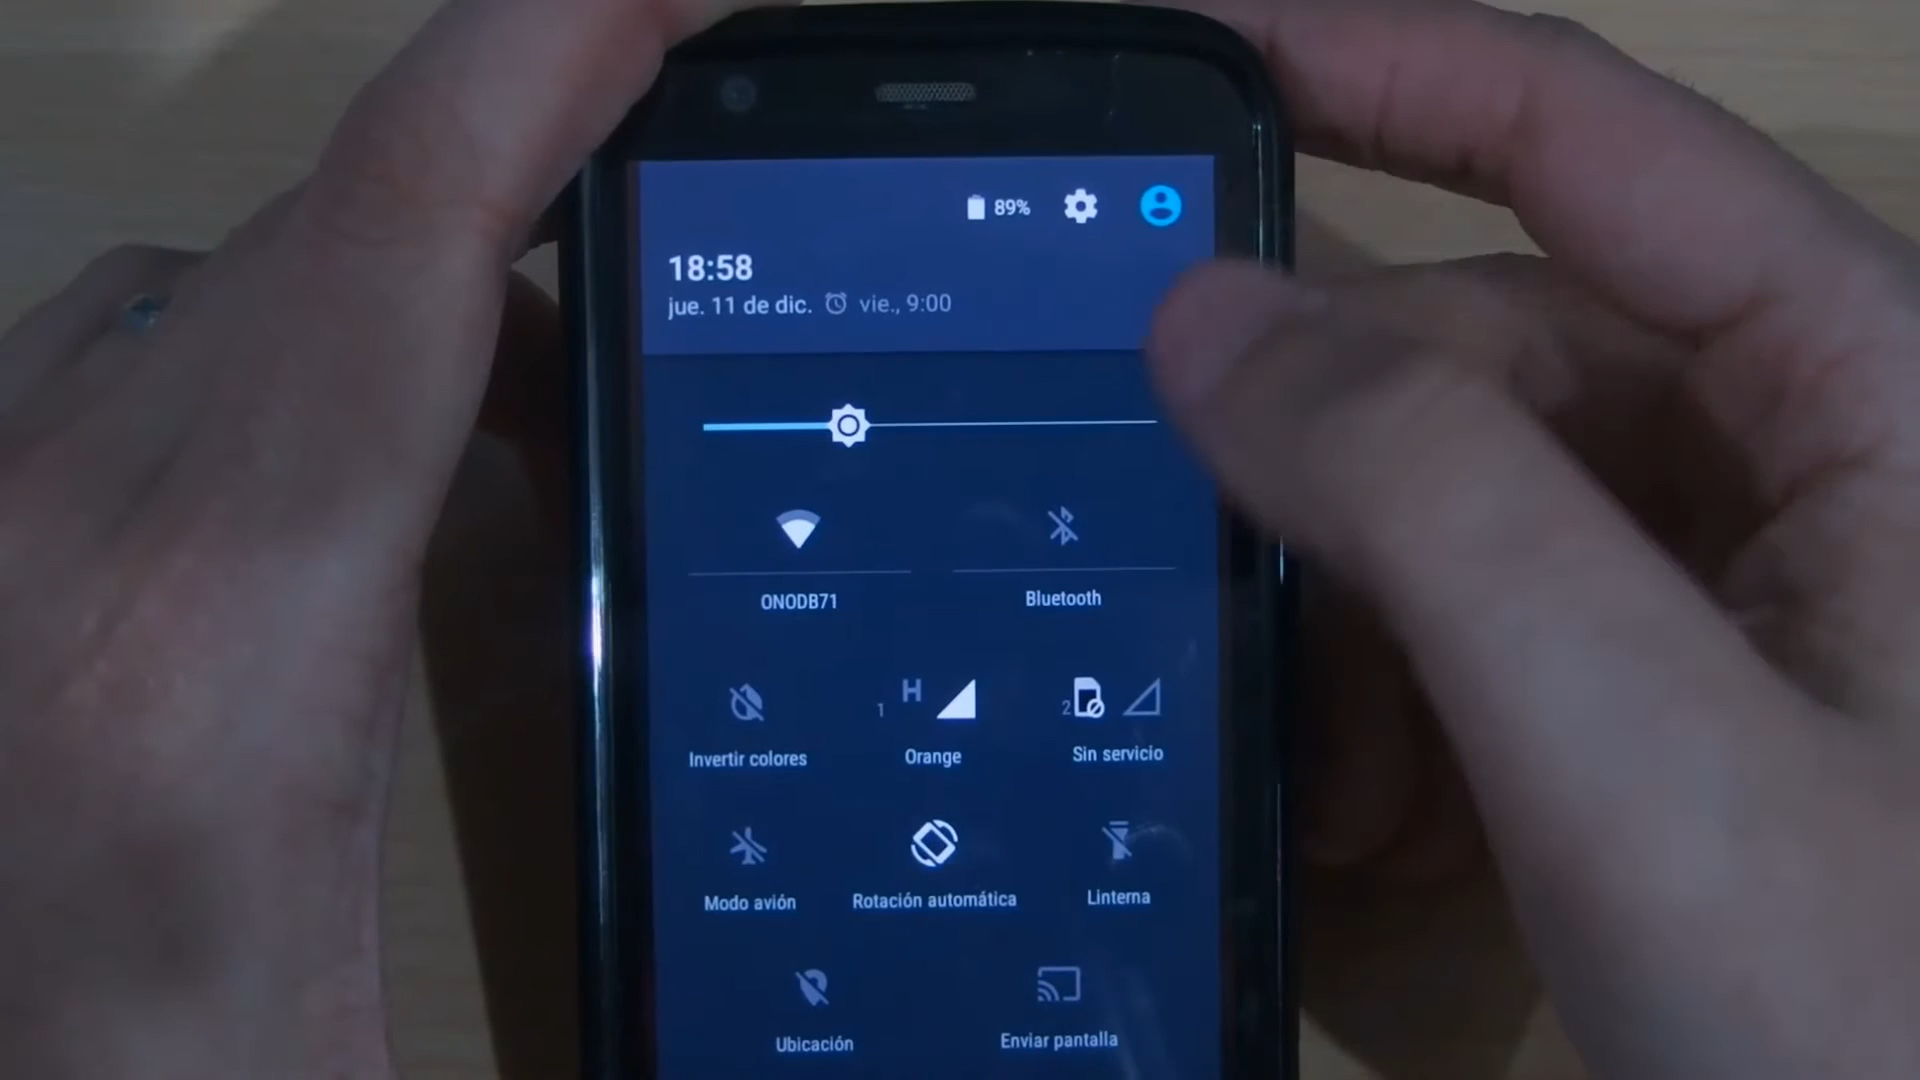 89%
18:58
jue. 11 de dic. vie., 9:00
ONODB71
Bluetooth
1 H
2
Invertir colores
Orange
Sin servicio
Modo avión
Rotación automática
Linterna
Ubicación
Enviar pantalla